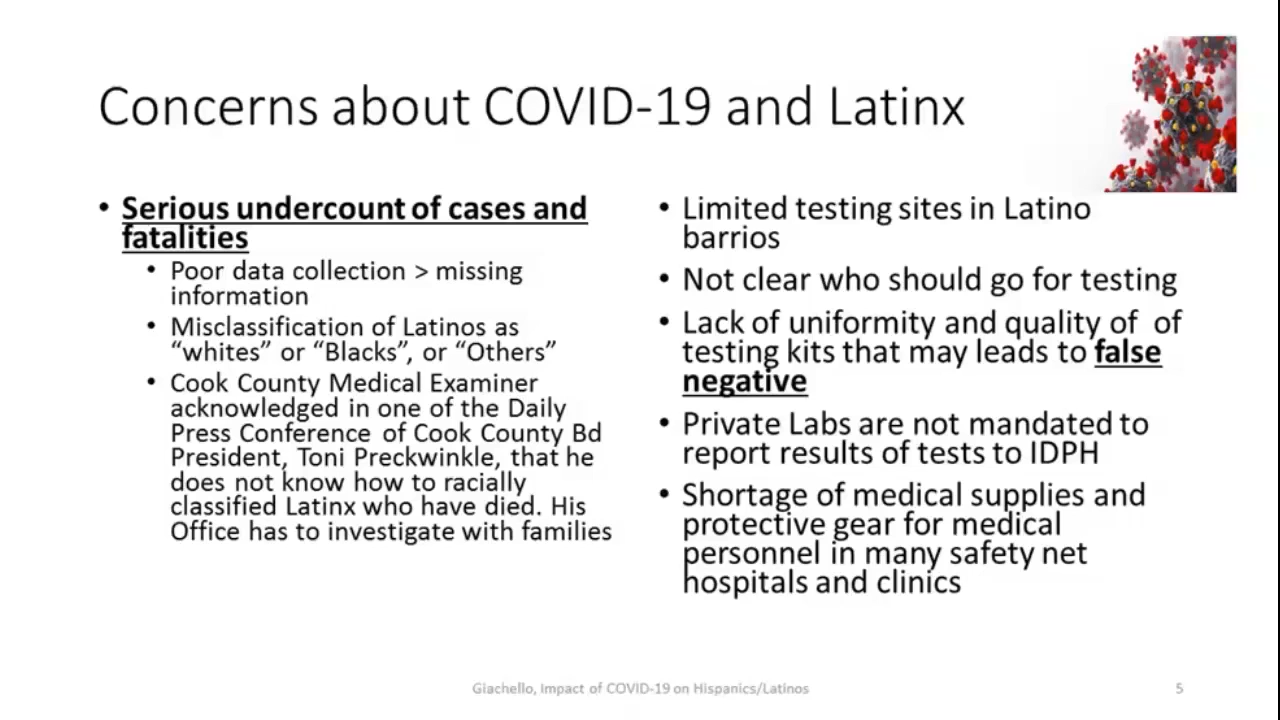 Concerns about COVID-19 and Latinx
• Serious undercount of cases and
fatalities
• Poor data collection > missing
information
• Misclassification of Latinos as
“whites” or “Blacks”, or “Others”
• Cook County Medical Examiner
acknowledged in one of the Daily
Press Conference of Cook County Bd
President, Toni Preckwinkle, that he
does not know how to racially
classified Latinx who have died. His
Office has to investigate with families
• Limited testing sites in Latino
barrios
• Not clear who should go for testing
• Lack of uniformity and quality of of
testing kits that may leads to false
negative
• Private Labs are not mandated to
report results of tests to IDPH
• Shortage of medical supplies and
protective gear for medical
personnel in many safety net
hospitals and clinics
Giachello, Impact of COVID-19 on Hispanics/Latinos
5